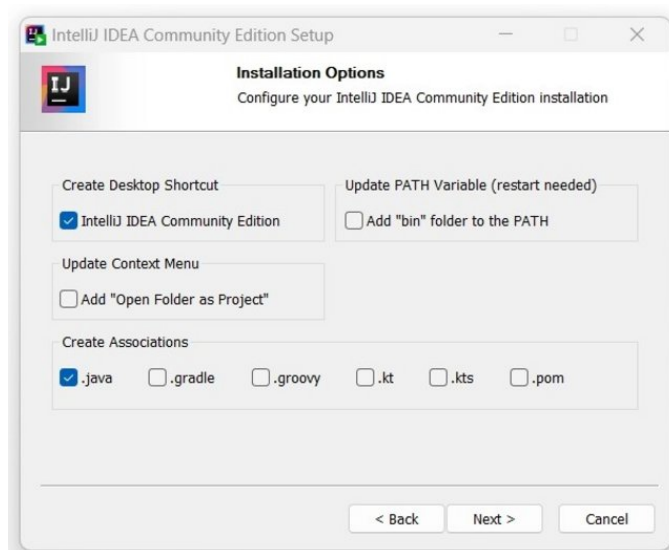 IntelliJ IDEA Community Edition Setup
IJ
Installation Options
Configure your IntelliJ IDEA Community Edition installation
Create Desktop Shortcut
IntelliJ IDEA Community Edition
Update PATH Variable (restart needed)
Add "bin" folder to the PATH
Update Context Menu
Add "Open Folder as Project"
Create Associations
.java .gradle .groovy .kt .kts .pom
< Back Next > Cancel